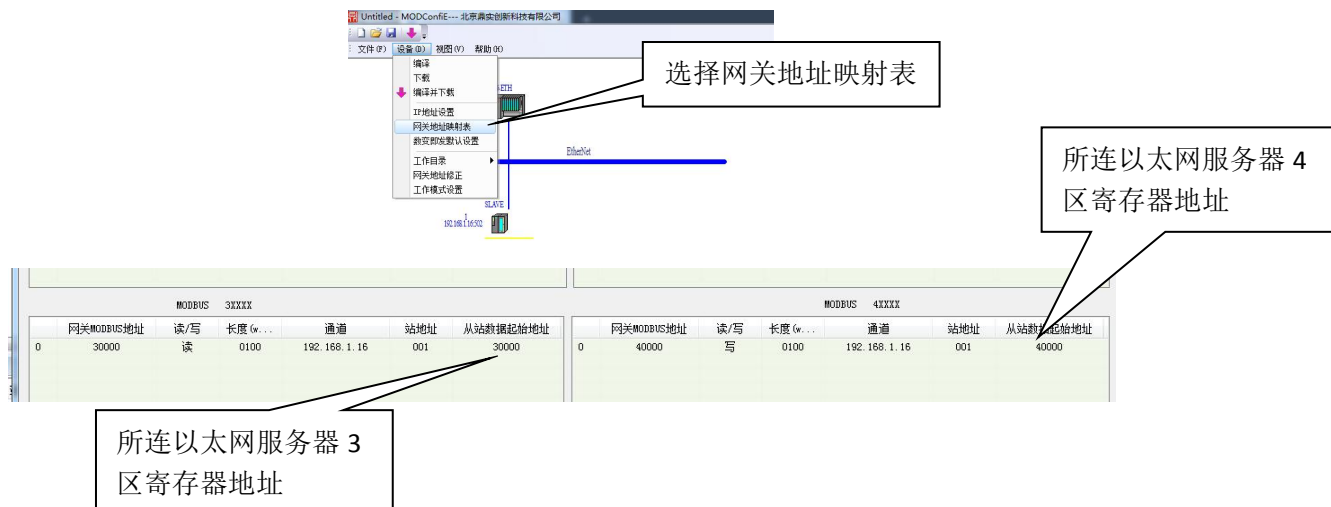 Untitled - MODConfiE--- 北京鼎实创新科技有限公司
文件(F) 设备(D) 视图(V) 帮助(H)
编译
下载
编译并下载
IP地址设置
网关地址映射表
数变即发默认设置
工作目录
网关地址修正
工作模式设置
选择网关地址映射表
EtherNet
SLAVE
1
192.168.1.16:502
所连以太网服务器 4
区寄存器地址
MODBUS 3XXXX
网关MODBUS地址 读/写 长度(w... 通道 站地址 从站数据起始地址
0 30000 读 0100 192.168.1.16 001 30000
MODBUS 4XXXX
网关MODBUS地址 读/写 长度(w... 通道 站地址 从站数据起始地址
0 40000 写 0100 192.168.1.16 001 40000
所连以太网服务器 3
区寄存器地址